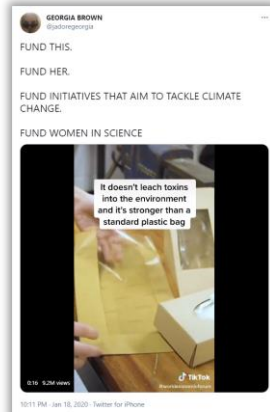 GEORGIA BROWN
@jadoregeorgia
FUND THIS.
FUND HER.
FUND INITIATIVES THAT AIM TO TACKLE CLIMATE
CHANGE.
FUND WOMEN IN SCIENCE
It doesn't leach toxins
into the environment
and it's stronger than a
standard plastic bag
TikTok
0:16 9.2M views
10:11 PM · Jan 18, 2020 · Twitter for iPhone